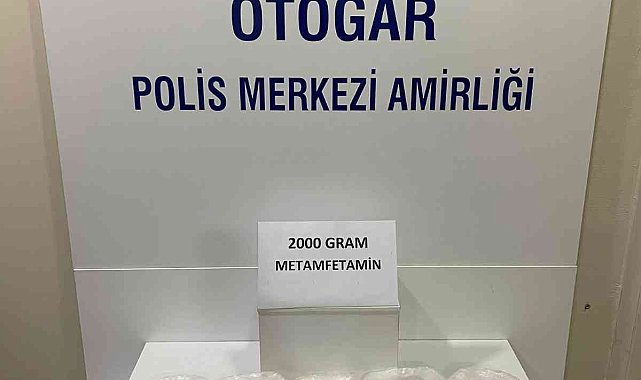 OTOGAR
POLİS MERKEZİ AMİRLİĞİ
2000 GRAM
METAMFETAMİN